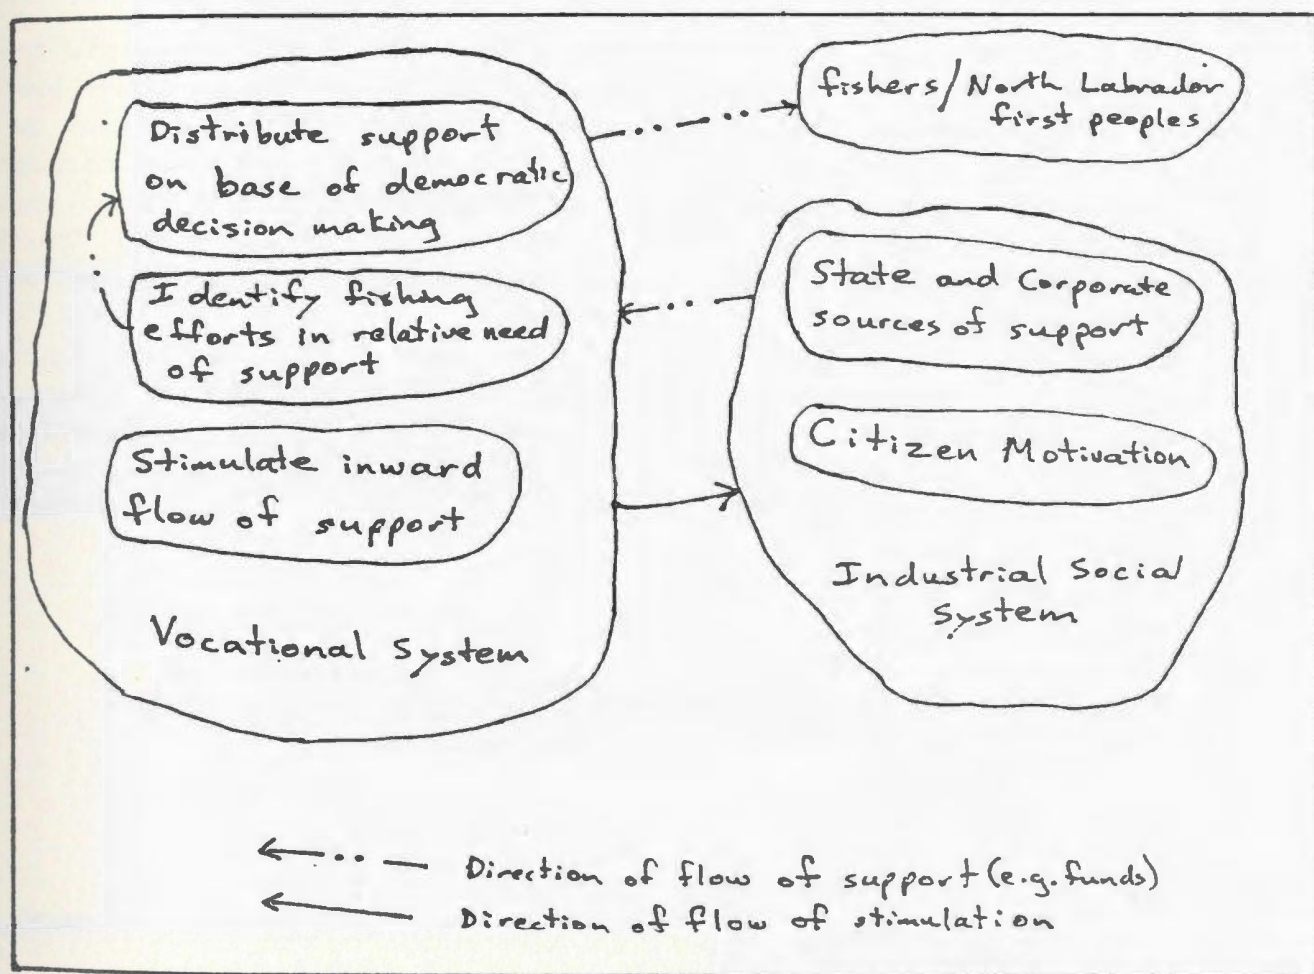 Distribute support
on base of democratic
decision making
Identify fishing
efforts in relative need
of support
Stimulate inward
flow of support
Vocational System
fishers/North Labrador
first peoples
State and Corporate
sources of support
Citizen Motivation
Industrial Social
System
Direction of flow of support (e.g. funds)
Direction of flow of stimulation